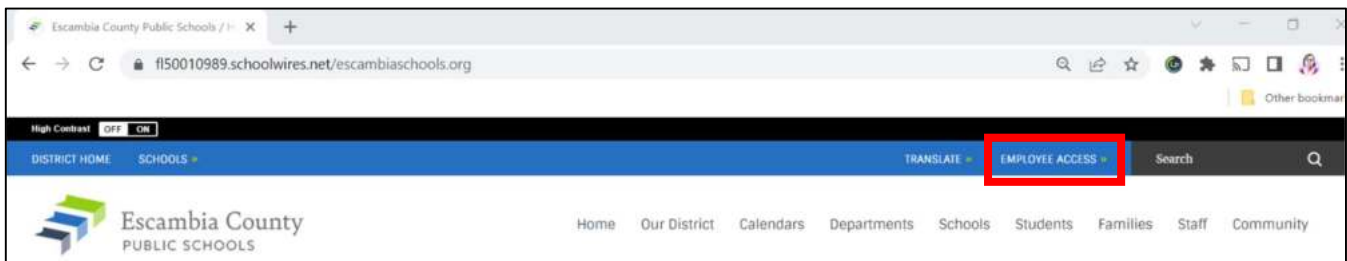 Escambia County Public Schools / H
fl50010989.schoolwires.net/escambiaschools.org
Other bookmar
High Contrast OFF ON
DISTRICT HOME SCHOOLS TRANSLATE EMPLOYEE ACCESS Search
Escambia County
PUBLIC SCHOOLS
Home Our District Calendars Departments Schools Students Families Staff Community